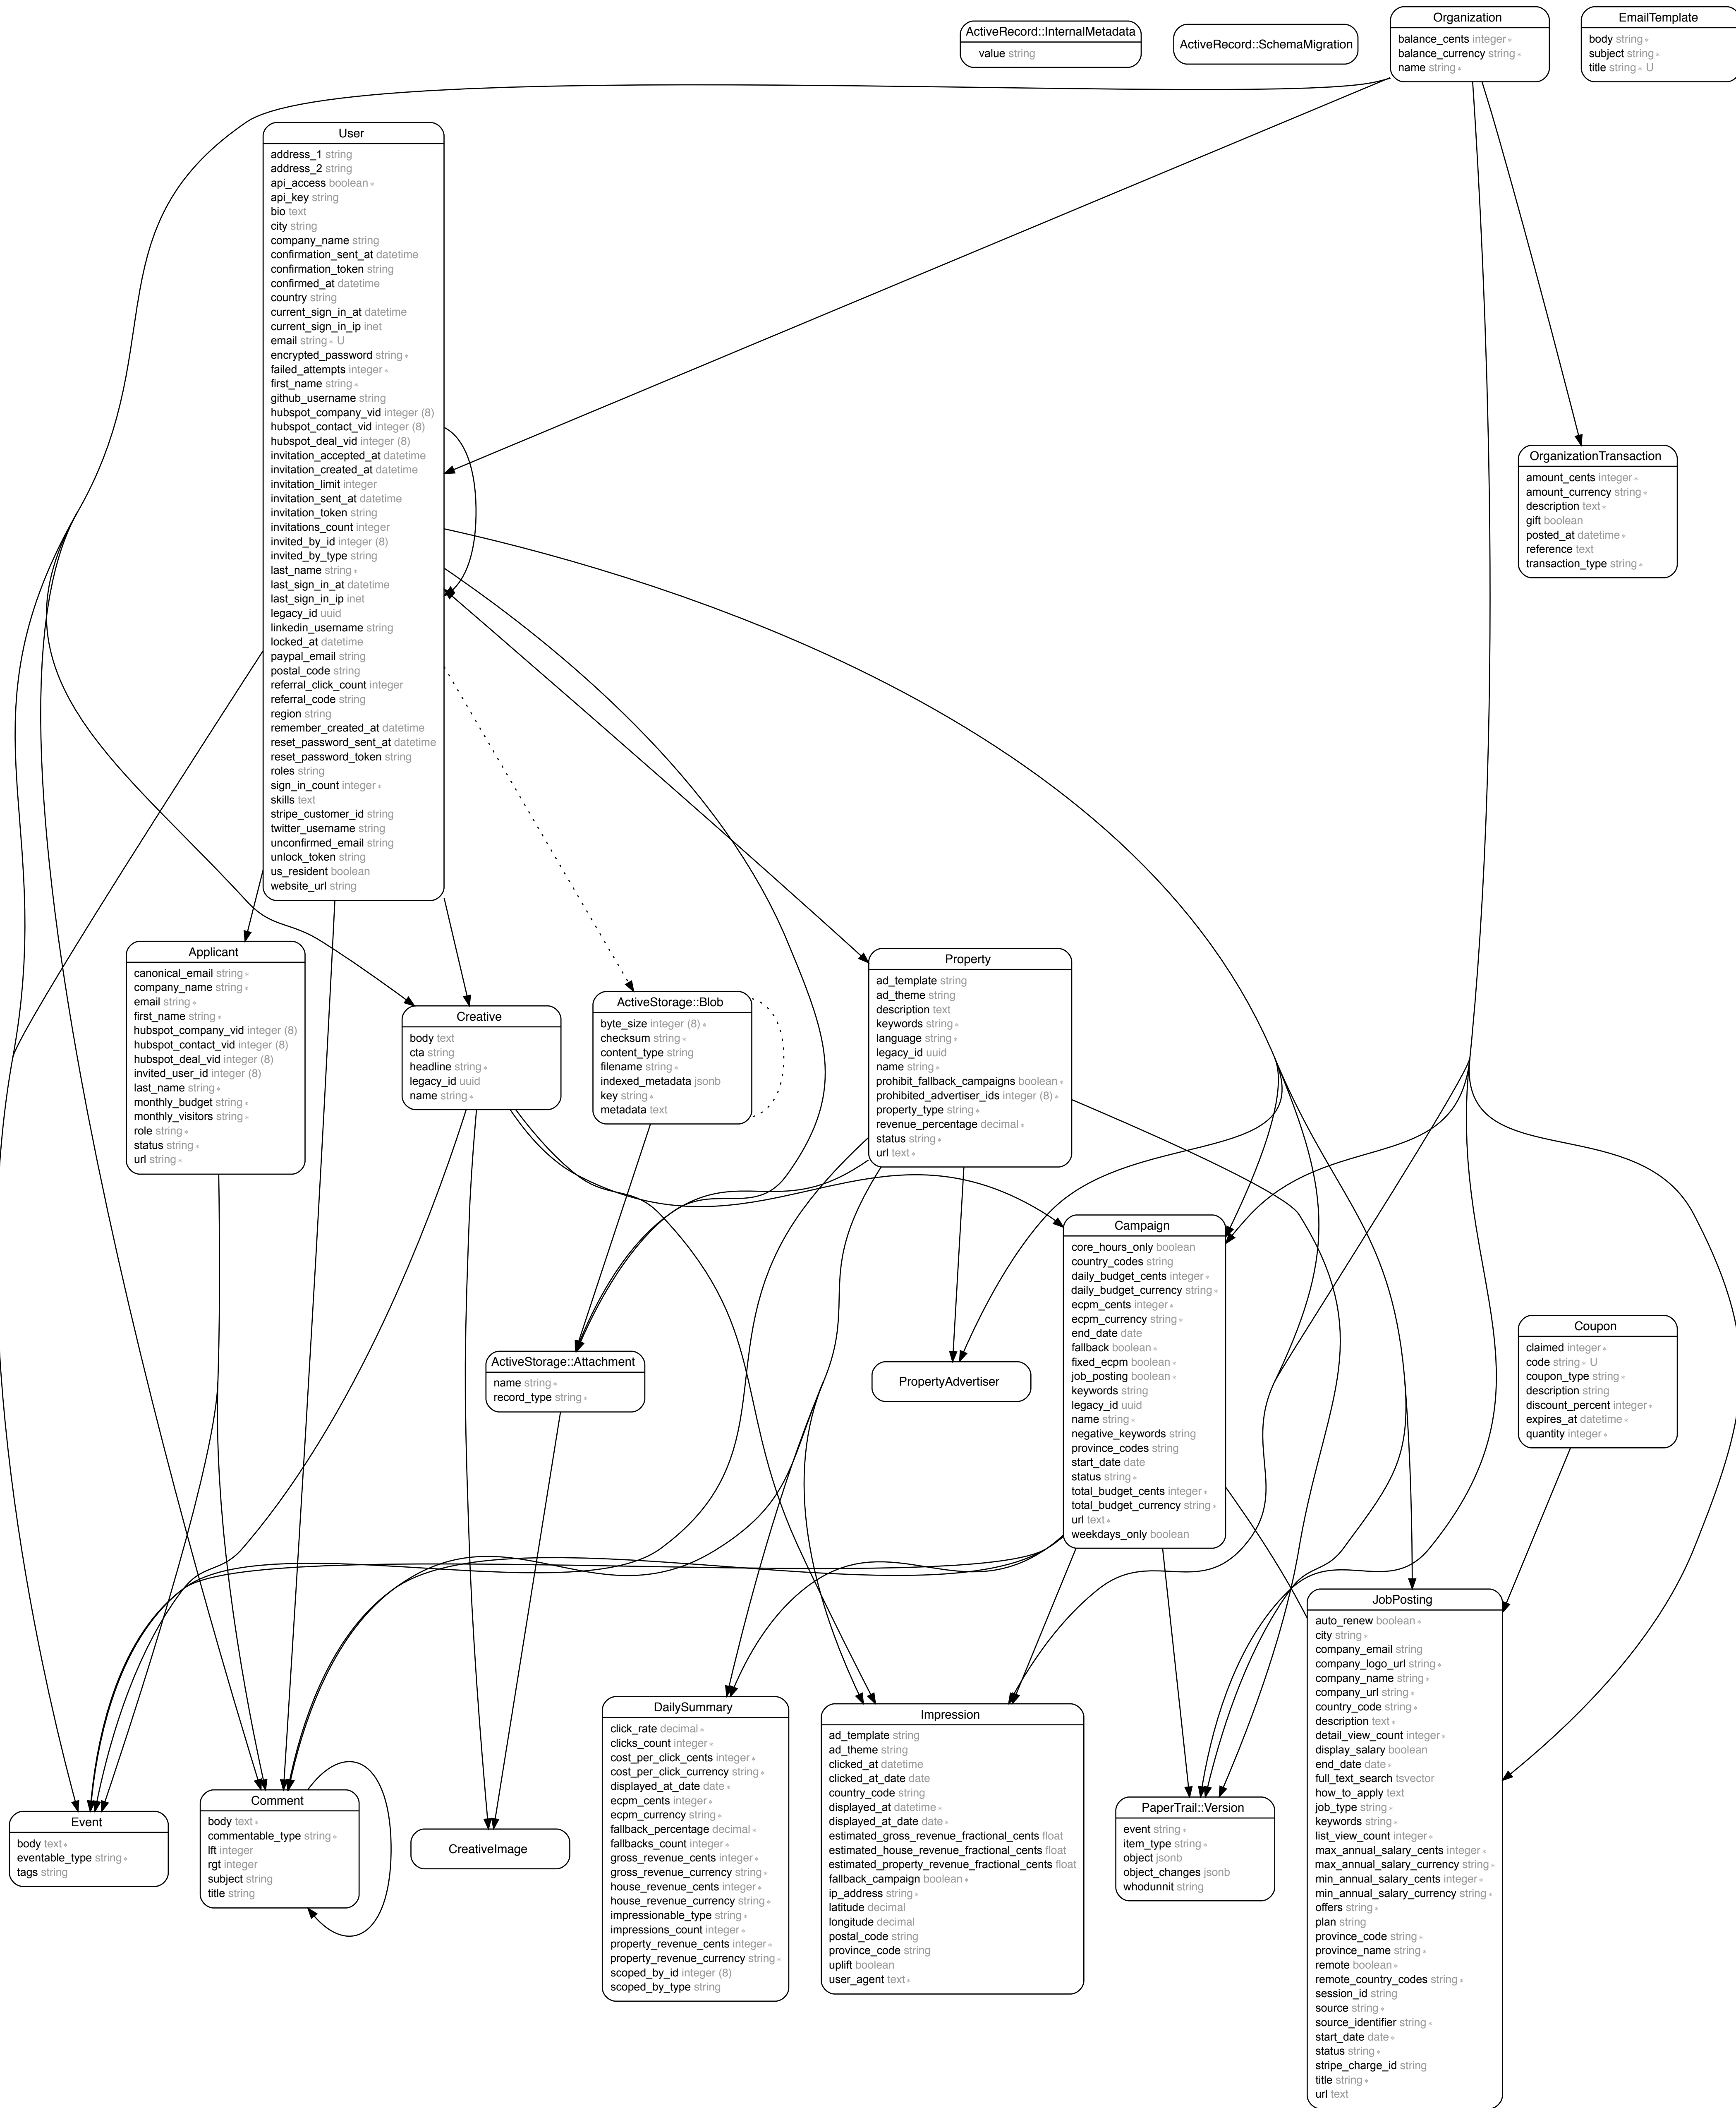 ActiveRecord::InternalMetadata
value string
ActiveRecord::SchemaMigration
Organization
balance_cents integer *
balance_currency string *
name string *
EmailTemplate
body string *
subject string *
title string * U
User
address_1 string
address_2 string
api_access boolean *
api_key string
bio text
city string
company_name string
confirmation_sent_at datetime
confirmation_token string
confirmed_at datetime
country string
current_sign_in_at datetime
current_sign_in_ip inet
email string * U
encrypted_password string *
failed_attempts integer *
first_name string *
github_username string
hubspot_company_vid integer (8)
hubspot_contact_vid integer (8)
hubspot_deal_vid integer (8)
invitation_accepted_at datetime
invitation_created_at datetime
invitation_limit integer
invitation_sent_at datetime
invitation_token string
invitations_count integer
invited_by_id integer (8)
invited_by_type string
last_name string *
last_sign_in_at datetime
last_sign_in_ip inet
legacy_id uuid
linkedin_username string
locked_at datetime
paypal_email string
postal_code string
referral_click_count integer
referral_code string
region string
remember_created_at datetime
reset_password_sent_at datetime
reset_password_token string
roles string
sign_in_count integer *
skills text
stripe_customer_id string
twitter_username string
unconfirmed_email string
unlock_token string
us_resident boolean
website_url string
OrganizationTransaction
amount_cents integer *
amount_currency string *
description text *
gift boolean
posted_at datetime *
reference text
transaction_type string *
Applicant
canonical_email string *
company_name string *
email string *
first_name string *
hubspot_company_vid integer (8)
hubspot_contact_vid integer (8)
hubspot_deal_vid integer (8)
invited_user_id integer (8)
last_name string *
monthly_budget string *
monthly_visitors string *
role string *
status string *
url string *
Creative
body text
cta string
headline string *
legacy_id uuid
name string *
ActiveStorage::Blob
byte_size integer (8) *
checksum string *
content_type string
filename string *
indexed_metadata jsonb
key string *
metadata text
Property
ad_template string
ad_theme string
description text
keywords string *
language string *
legacy_id uuid
name string *
prohibit_fallback_campaigns boolean *
prohibited_advertiser_ids integer (8) *
property_type string *
revenue_percentage decimal *
status string *
url text *
Campaign
core_hours_only boolean
country_codes string
daily_budget_cents integer *
daily_budget_currency string *
ecpm_cents integer *
ecpm_currency string *
end_date date
fallback boolean *
fixed_ecpm boolean *
job_posting boolean *
keywords string
legacy_id uuid
name string *
negative_keywords string
province_codes string
start_date date
status string *
total_budget_cents integer *
total_budget_currency string *
url text *
weekdays_only boolean
ActiveStorage::Attachment
name string *
record_type string *
PropertyAdvertiser
Coupon
claimed integer *
code string * U
coupon_type string *
description string
discount_percent integer *
expires_at datetime *
quantity integer *
JobPosting
auto_renew boolean *
city string *
company_email string
company_logo_url string *
company_name string *
company_url string *
country_code string *
description text *
detail_view_count integer *
display_salary boolean
end_date date *
full_text_search tsvector
how_to_apply text
job_type string *
keywords string *
list_view_count integer *
max_annual_salary_cents integer *
max_annual_salary_currency string *
min_annual_salary_cents integer *
min_annual_salary_currency string *
offers string *
plan string
province_code string *
province_name string *
remote boolean *
remote_country_codes string *
session_id string
source string *
source_identifier string *
start_date date *
status string *
stripe_charge_id string
title string *
url text
DailySummary
click_rate decimal *
clicks_count integer *
cost_per_click_cents integer *
cost_per_click_currency string *
displayed_at_date date *
ecpm_cents integer *
ecpm_currency string *
fallback_percentage decimal *
fallbacks_count integer *
gross_revenue_cents integer *
gross_revenue_currency string *
house_revenue_cents integer *
house_revenue_currency string *
impressionable_type string *
impressions_count integer *
property_revenue_cents integer *
property_revenue_currency string *
scoped_by_id integer (8)
scoped_by_type string
Impression
ad_template string
ad_theme string
clicked_at datetime
clicked_at_date date
country_code string
displayed_at datetime *
displayed_at_date date *
estimated_gross_revenue_fractional_cents float
estimated_house_revenue_fractional_cents float
estimated_property_revenue_fractional_cents float
fallback_campaign boolean *
ip_address string *
latitude decimal
longitude decimal
postal_code string
province_code string
uplift boolean
user_agent text *
PaperTrail::Version
event string *
item_type string *
object jsonb
object_changes jsonb
whodunnit string
Event
body text *
eventable_type string *
tags string
Comment
body text *
commentable_type string *
lft integer
rgt integer
subject string
title string
CreativeImage